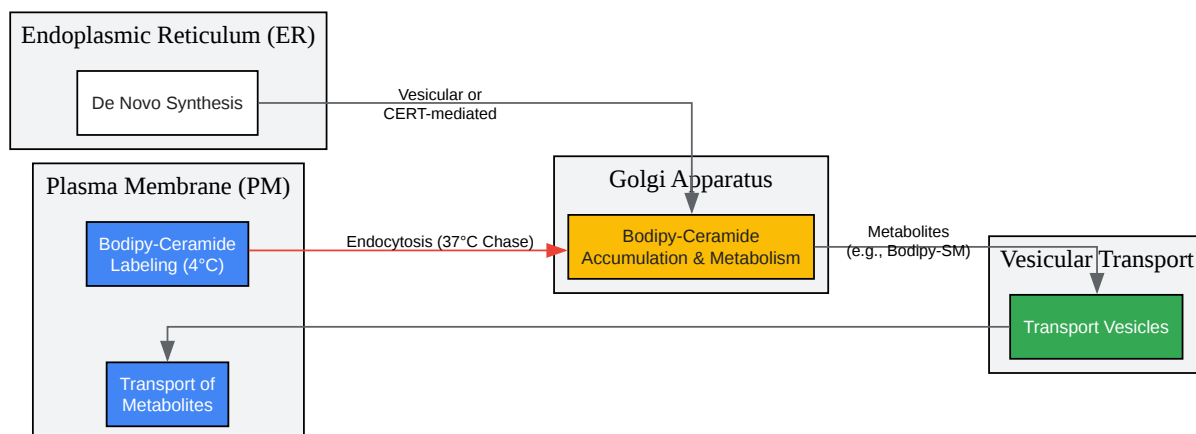 Endoplasmic Reticulum (ER)
De Novo Synthesis
Vesicular or
CERT-mediated
Plasma Membrane (PM)
Bodipy-Ceramide
Labeling (4°C)
Endocytosis (37°C Chase)
Golgi Apparatus
Bodipy-Ceramide
Accumulation & Metabolism
Metabolites
(e.g., Bodipy-SM)
Vesicular Transport
Transport Vesicles
Transport of
Metabolites